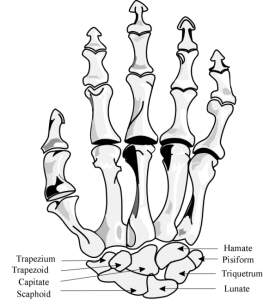 Trapezium
Trapezoid
Capitate
Scaphoid
Hamate
Pisiform
Triquetrum
Lunate